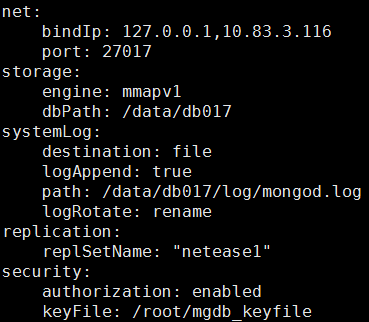 net:
    bindIp: 127.0.0.1,10.83.3.116
    port: 27017
storage:
    engine: mmapv1
    dbPath: /data/db017
systemLog:
    destination: file
    logAppend: true
    path: /data/db017/log/mongod.log
    logRotate: rename
replication:
    replSetName: "netease1"
security:
    authorization: enabled
    keyFile: /root/mgdb_keyfile